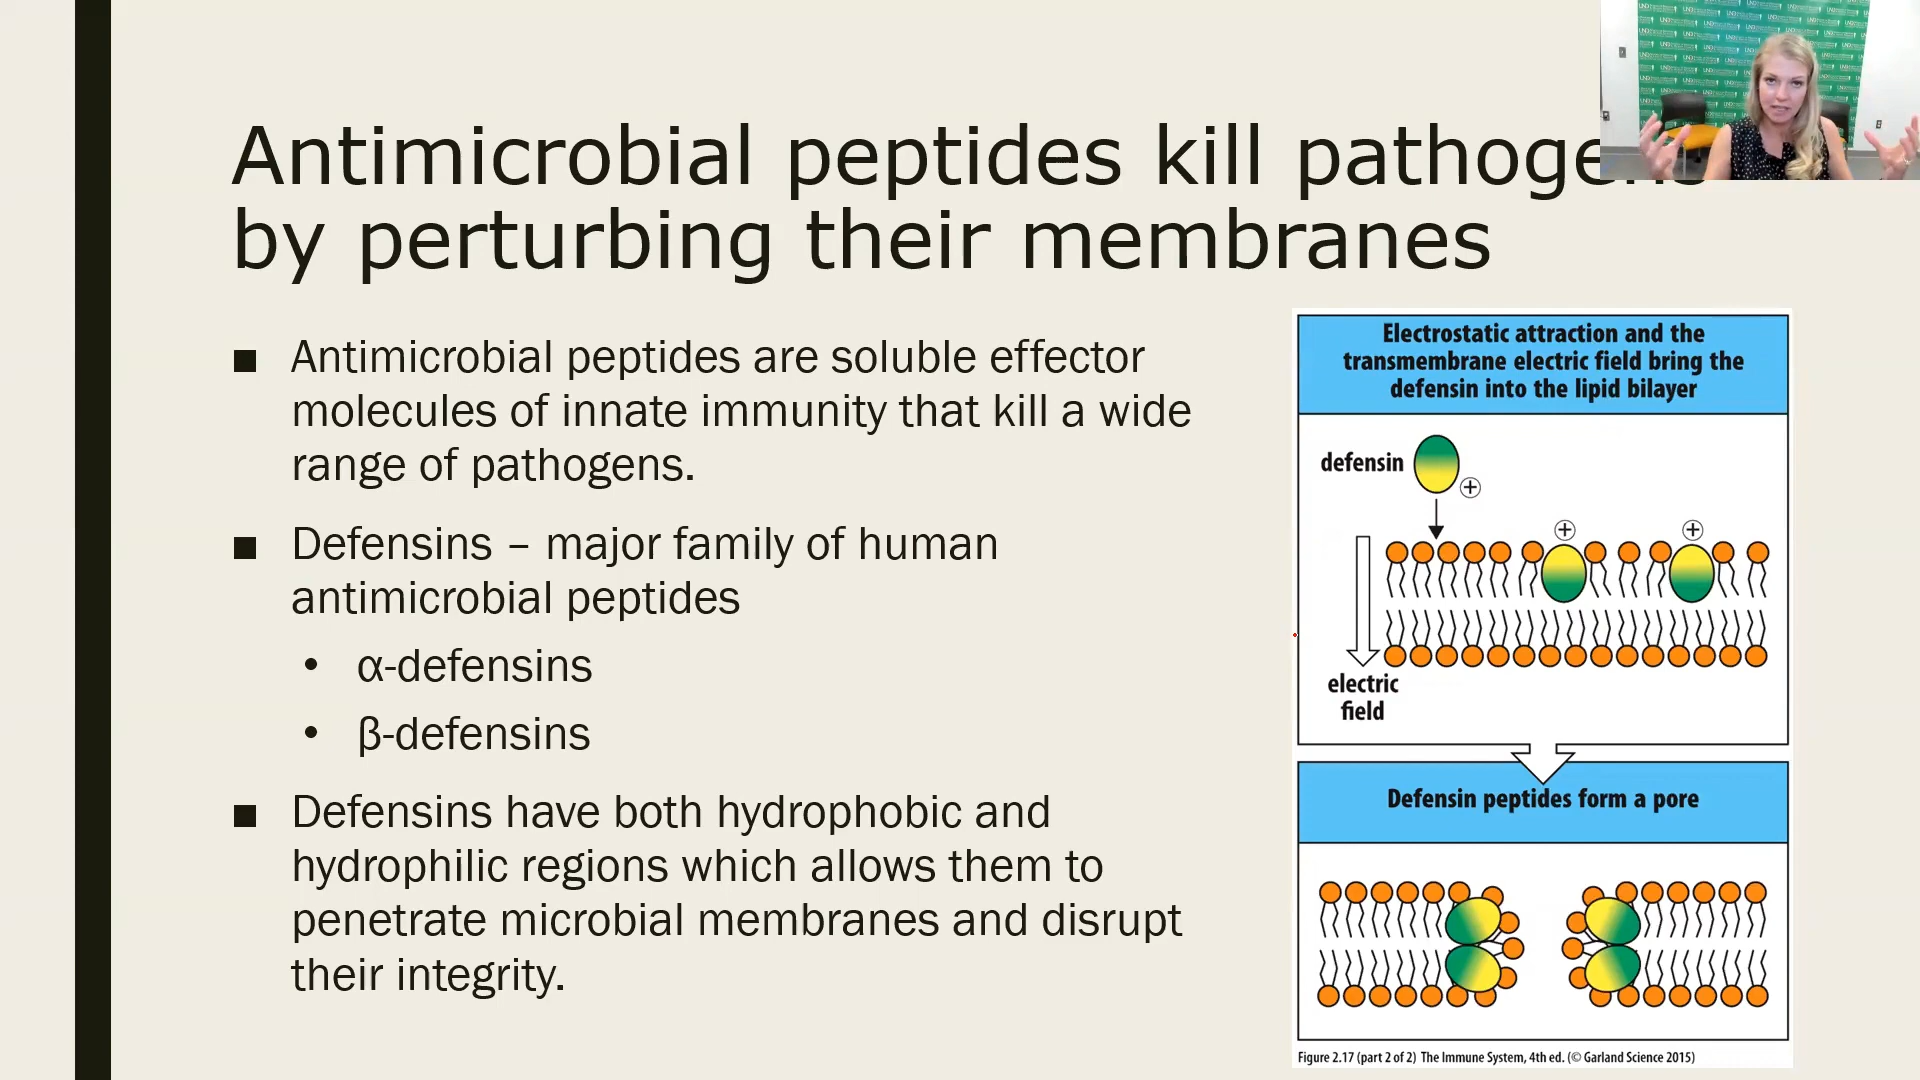 Antimicrobial peptides kill
by perturbing their membranes
■ Antimicrobial peptides are soluble effector
molecules of innate immunity that kill a wide
range of pathogens.
■ Defensins – major family of human
antimicrobial peptides
• α-defensins
• β-defensins
■ Defensins have both hydrophobic and
hydrophilic regions which allows them to
penetrate microbial membranes and disrupt
their integrity.
Electrostatic attraction and the
transmembrane electric field bring the
defensin into the lipid bilayer
defensin
+
+ +
electric
field
Defensin peptides form a pore
Figure 2.17 (part 2 of 2) The Immune System, 4th ed. (© Garland Science 2015)